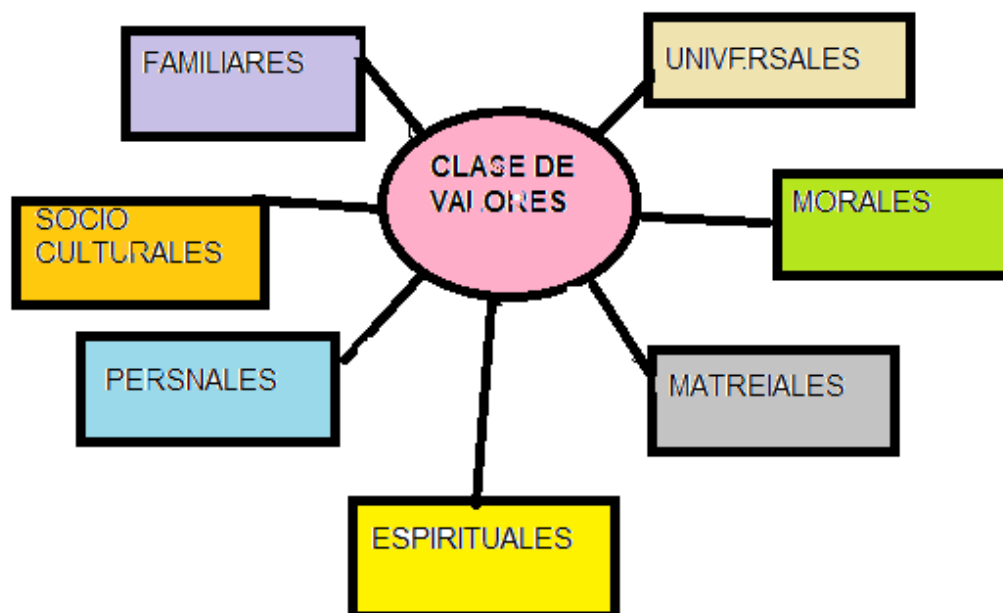 FAMILIARES
UNIVERSALES
CLASE DE
VALORES
SOCIO
CULTURALES
MORALES
PERSNALES
MATREIALES
ESPIRITUALES